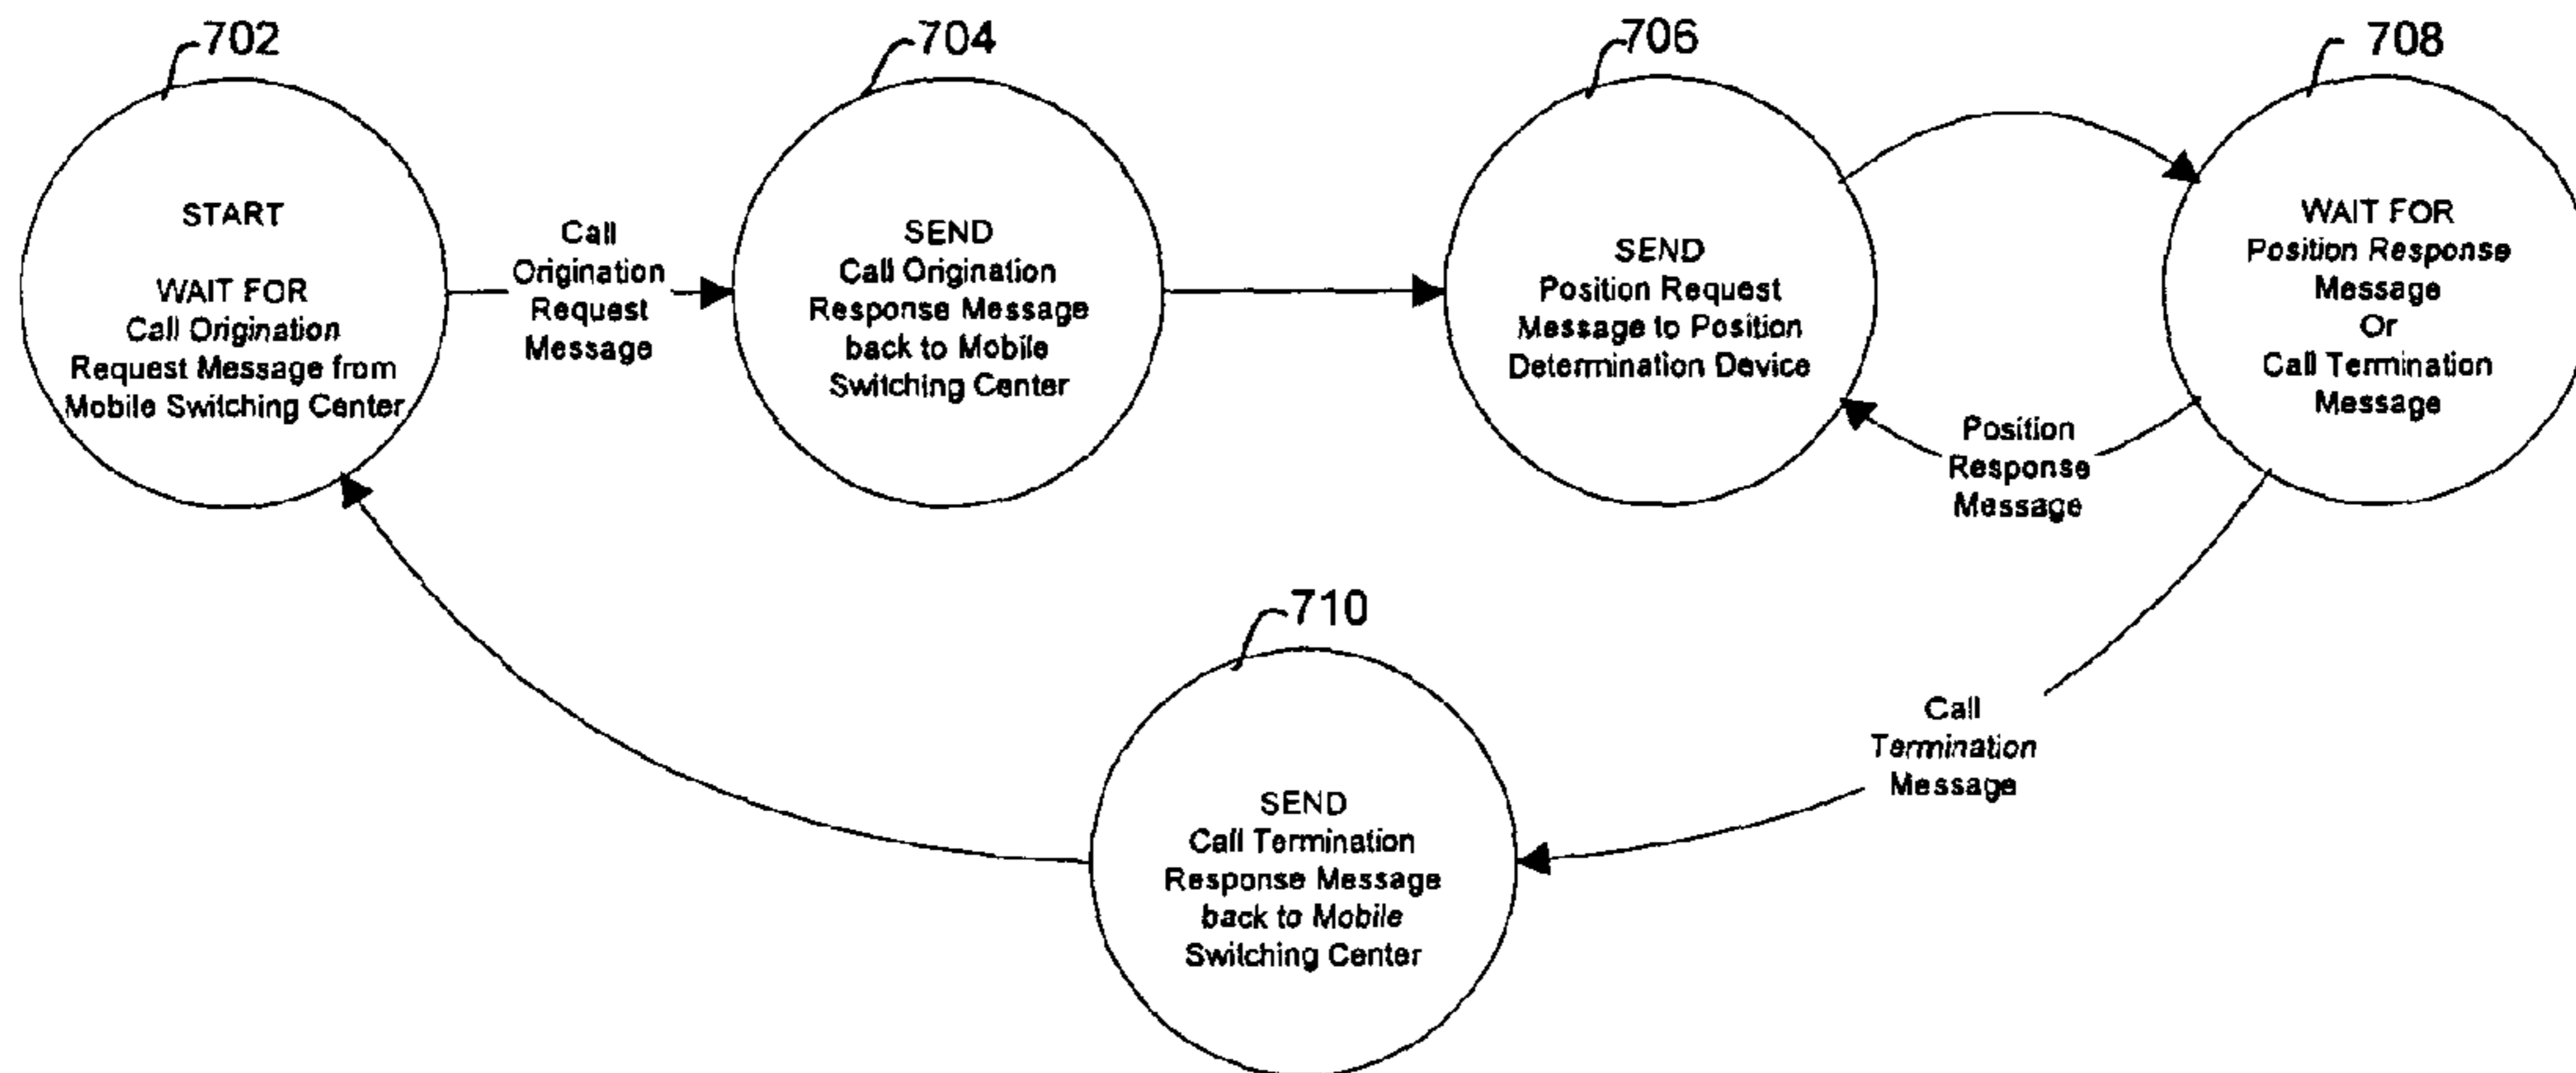 702
START
WAIT FOR
Call Origination
Request Message from
Mobile Switching Center
Call
Origination
Request
Message
704
SEND
Call Origination
Response Message
back to Mobile
Switching Center
706
SEND
Position Request
Message to Position
Determination Device
708
WAIT FOR
Position Response
Message
Or
Call Termination
Message
Position
Response
Message
Call
Termination
Message
710
SEND
Call Termination
Response Message
back to Mobile
Switching Center